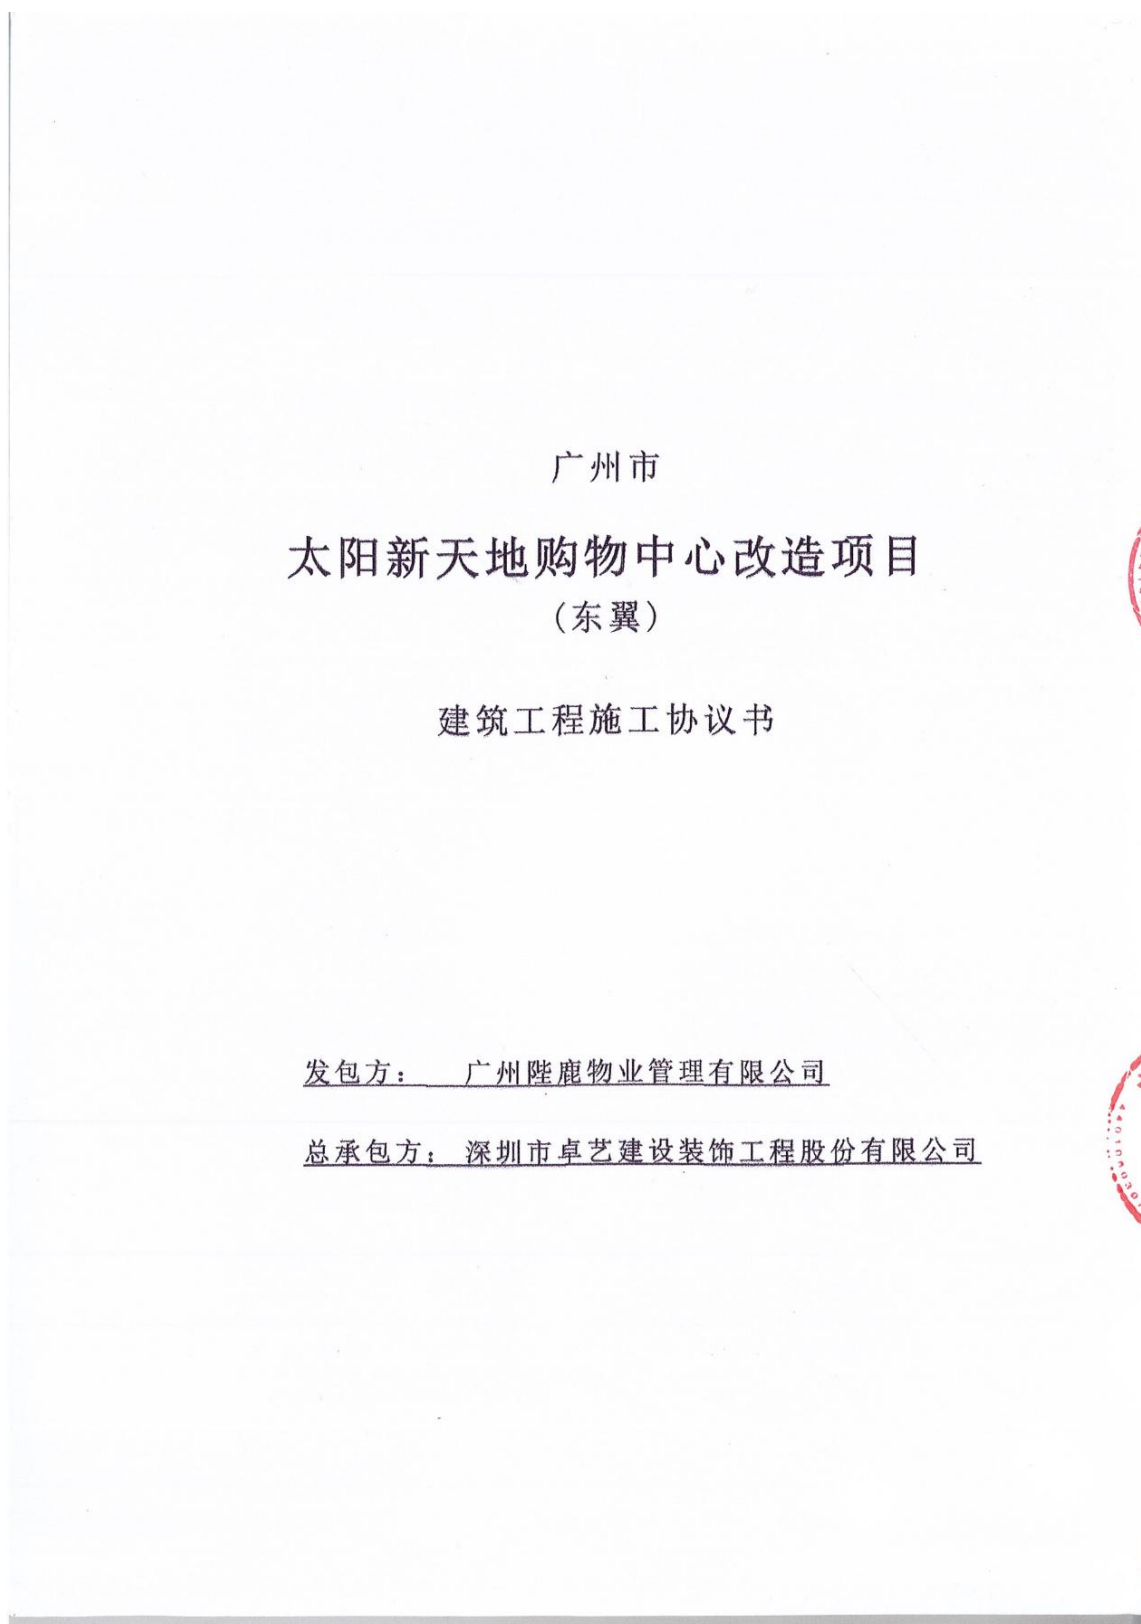 广州市
太阳新天地购物中心改造项目
(东翼)
建筑工程施工协议书
发包方： 广州陛鹿物业管理有限公司
总承包方： 深圳市卓艺建设装饰工程股份有限公司